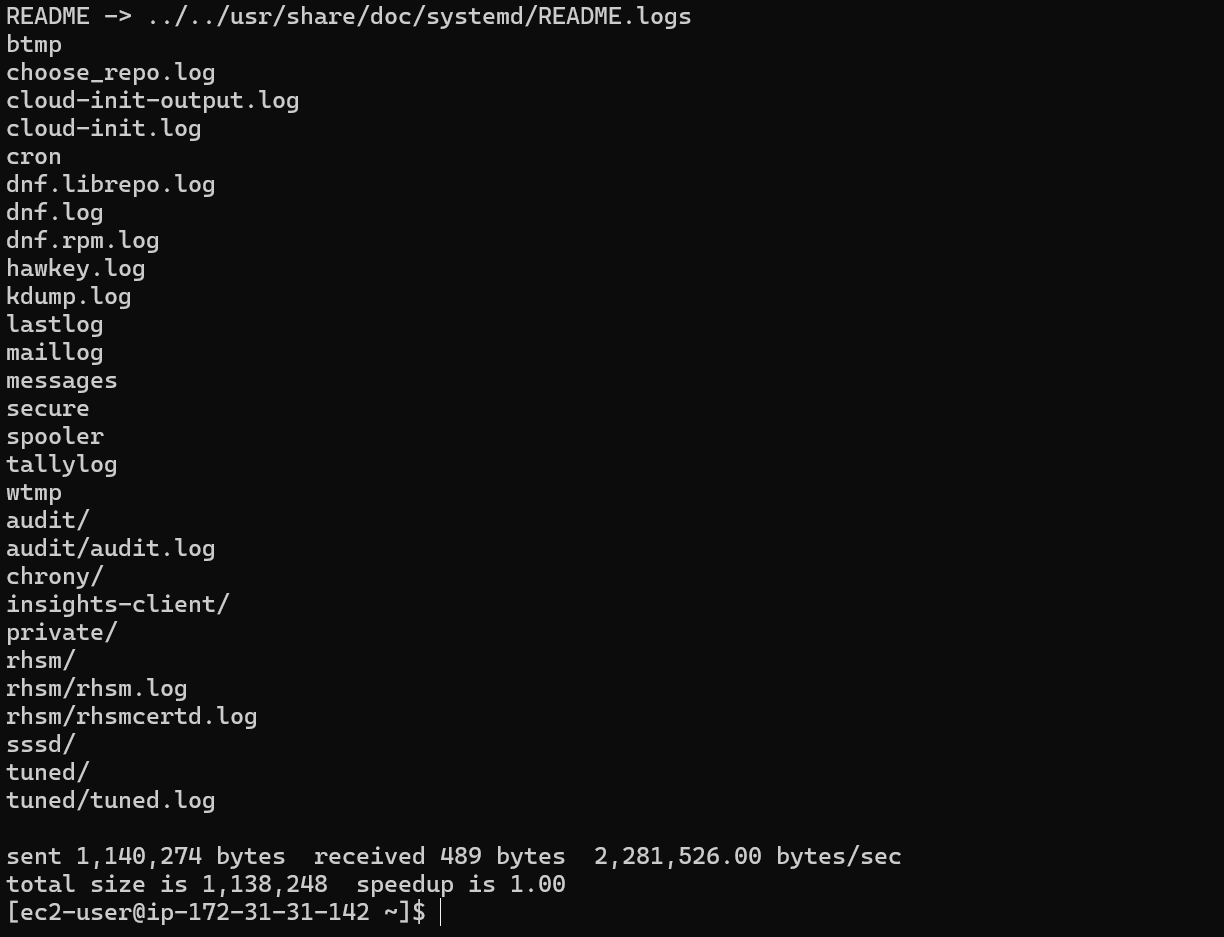 README -> ../../usr/share/doc/systemd/README.logs
btmp
choose_repo.log
cloud-init-output.log
cloud-init.log
cron
dnf.librepo.log
dnf.log
dnf.rpm.log
hawkey.log
kdump.log
lastlog
maillog
messages
secure
spooler
tallylog
wtmp
audit/
audit/audit.log
chrony/
insights-client/
private/
rhsm/
rhsm/rhsm.log
rhsm/rhsmcertd.log
sssd/
tuned/
tuned/tuned.log

sent 1,140,274 bytes  received 489 bytes  2,281,526.00 bytes/sec
total size is 1,138,248  speedup is 1.00
[ec2-user@ip-172-31-31-142 ~]$